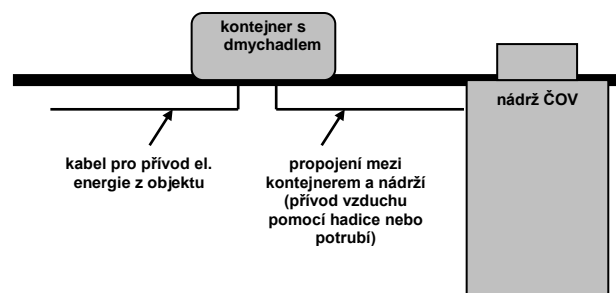 kontejner s
dmychadlem
nádrž ČOV
kabel pro přívod el.
energie z objektu
propojení mezi
kontejnerem a nádrží
(přívod vzduchu
pomocí hadice nebo
potrubí)